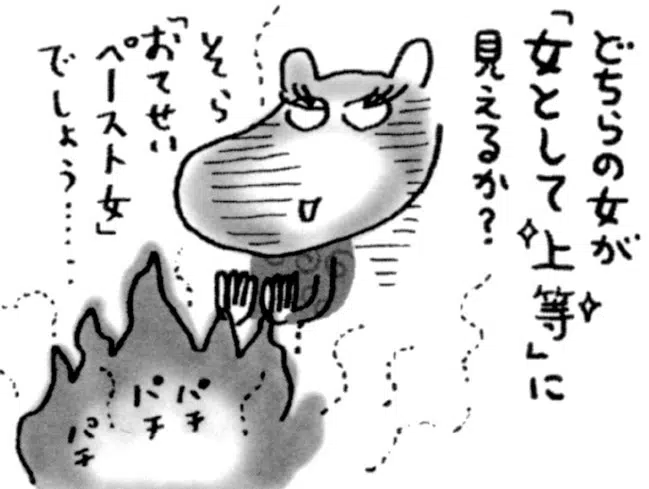 どちらの女が
「女として上等」に
見えるか?
そら
「おてせい
ペースト女」
でしょう……
パチ
パチ
パチ